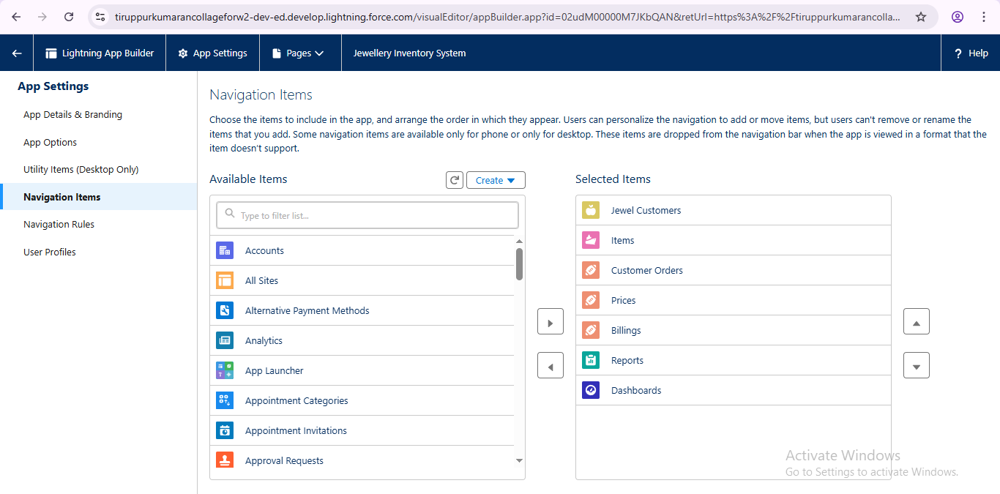 tiruppurkumarancollageforw2-dev-ed.develop.lightning.force.com/visualEditor/appBuilder.app?id=02udM00000M7JKbQAN&retUrl=https%3A%2F%2Ftiruppurkumarancolla...
Lightning App Builder
App Settings
Pages
Jewellery Inventory System
? Help
App Settings
App Details & Branding
App Options
Utility Items (Desktop Only)
Navigation Items
Navigation Rules
User Profiles
Navigation Items
Choose the items to include in the app, and arrange the order in which they appear. Users can personalize the navigation to add or move items, but users can't remove or rename the
items that you add. Some navigation items are available only for phone or only for desktop. These items are dropped from the navigation bar when the app is viewed in a format that the
item doesn't support.
Available Items
Create
Type to filter list...
Accounts
All Sites
Alternative Payment Methods
Analytics
App Launcher
Appointment Categories
Appointment Invitations
Approval Requests
Selected Items
Jewel Customers
Items
Customer Orders
Prices
Billings
Reports
Dashboards
Activate Windows
Go to Settings to activate Windows.